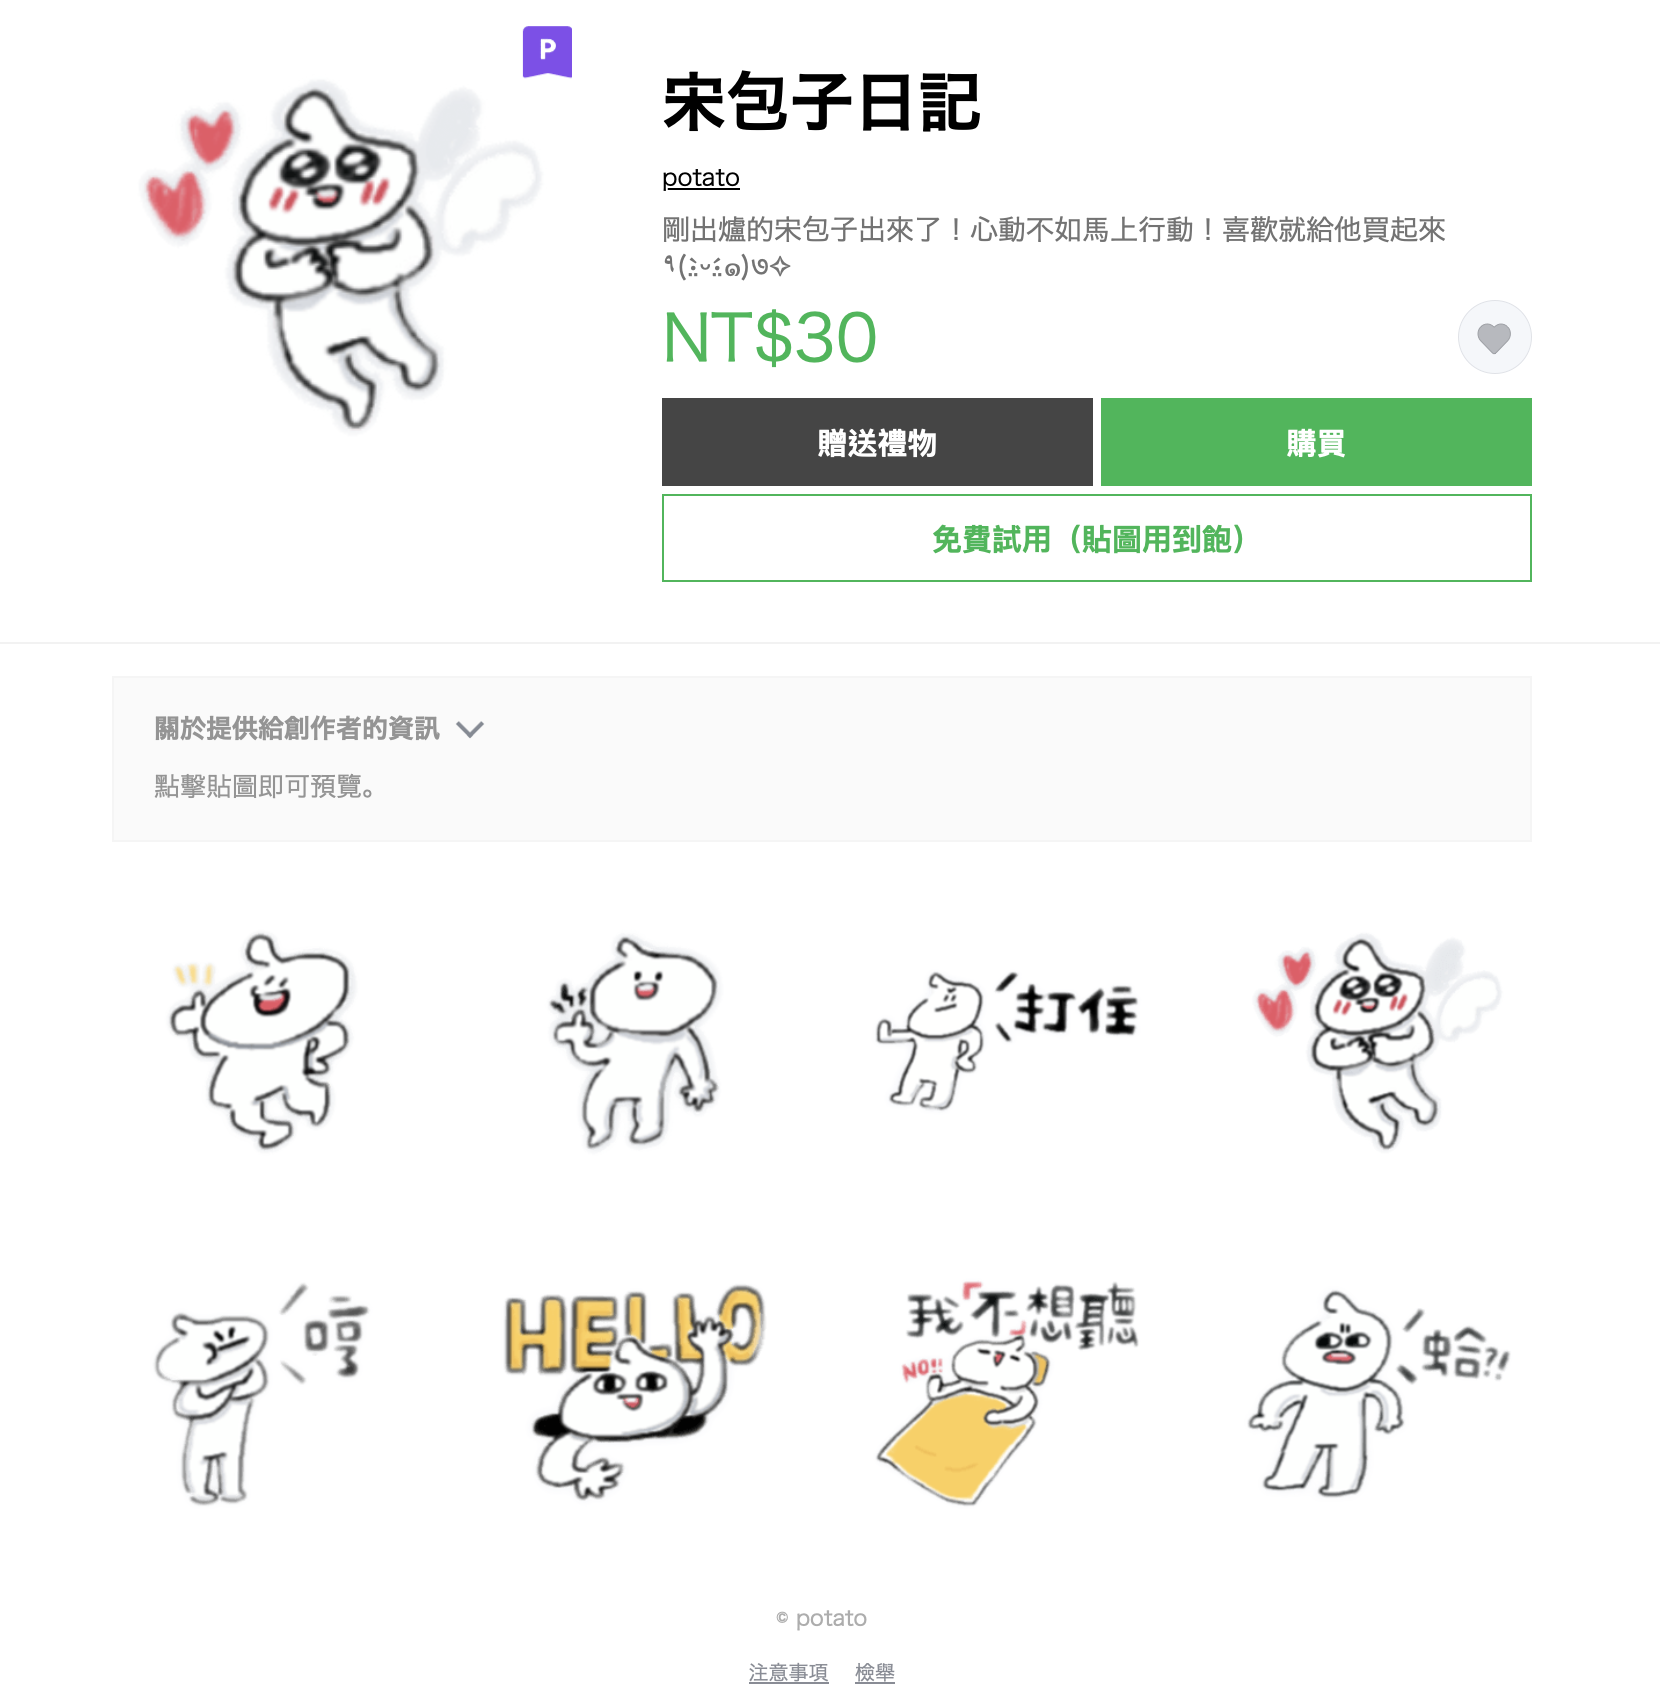 P
宋包子日記
potato
剛出爐的宋包子出來了！心動不如馬上行動！喜歡就給他買起來
NT$30
贈送禮物
購買
免費試用（貼圖用到飽）
關於提供給創作者的資訊
點擊貼圖即可預覽。
打住
哼
HELLO
我「不」想聽
NO!!
蛤?!
© potato
注意事項 檢舉